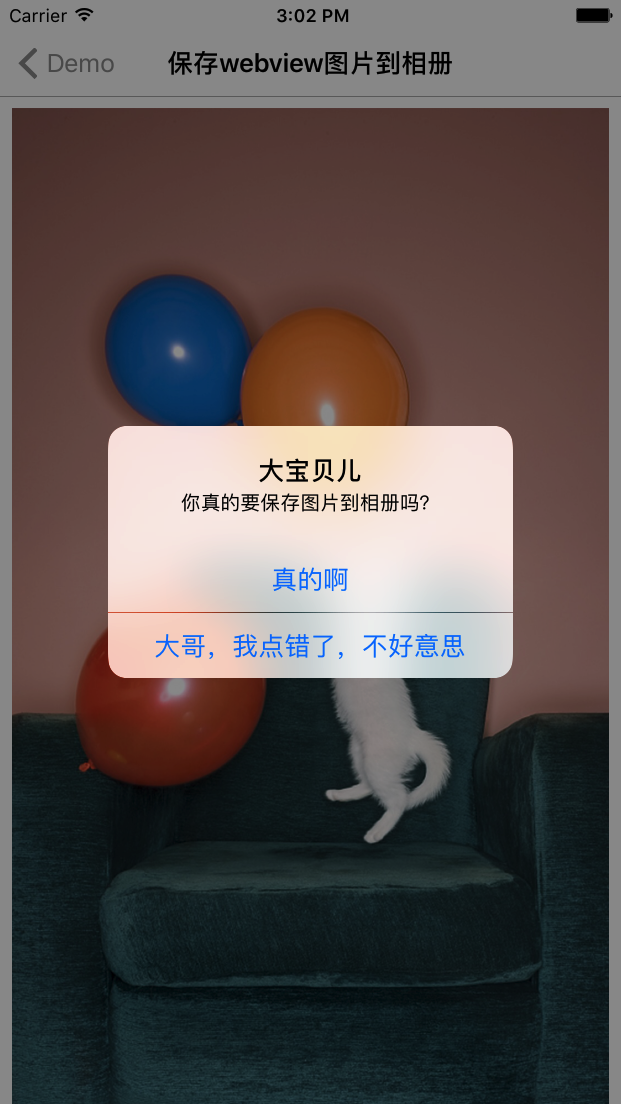 Carrier 3:02 PM
Demo 保存webview图片到相册
大宝贝儿
你真的要保存图片到相册吗?
真的啊
大哥，我点错了，不好意思